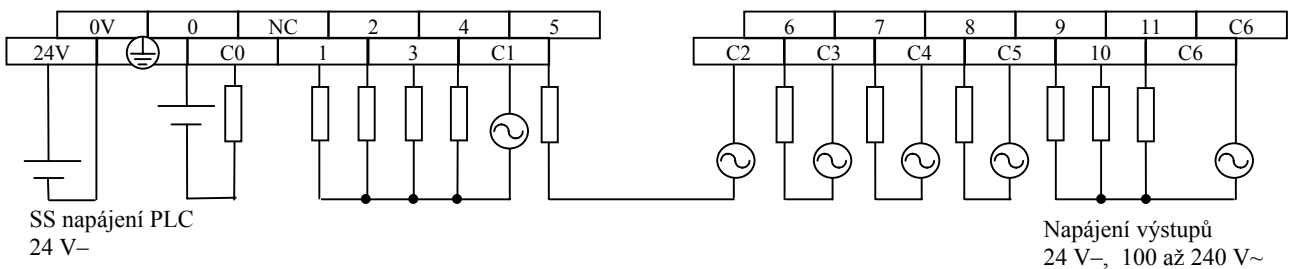 0V 0 NC 2 4 5 6 7 8 9 11 C6
24V C0 1 3 C1 C2 C3 C4 C5 10 C6
SS napájení PLC
24 V–
Napájení výstupů
24 V–, 100 až 240 V~